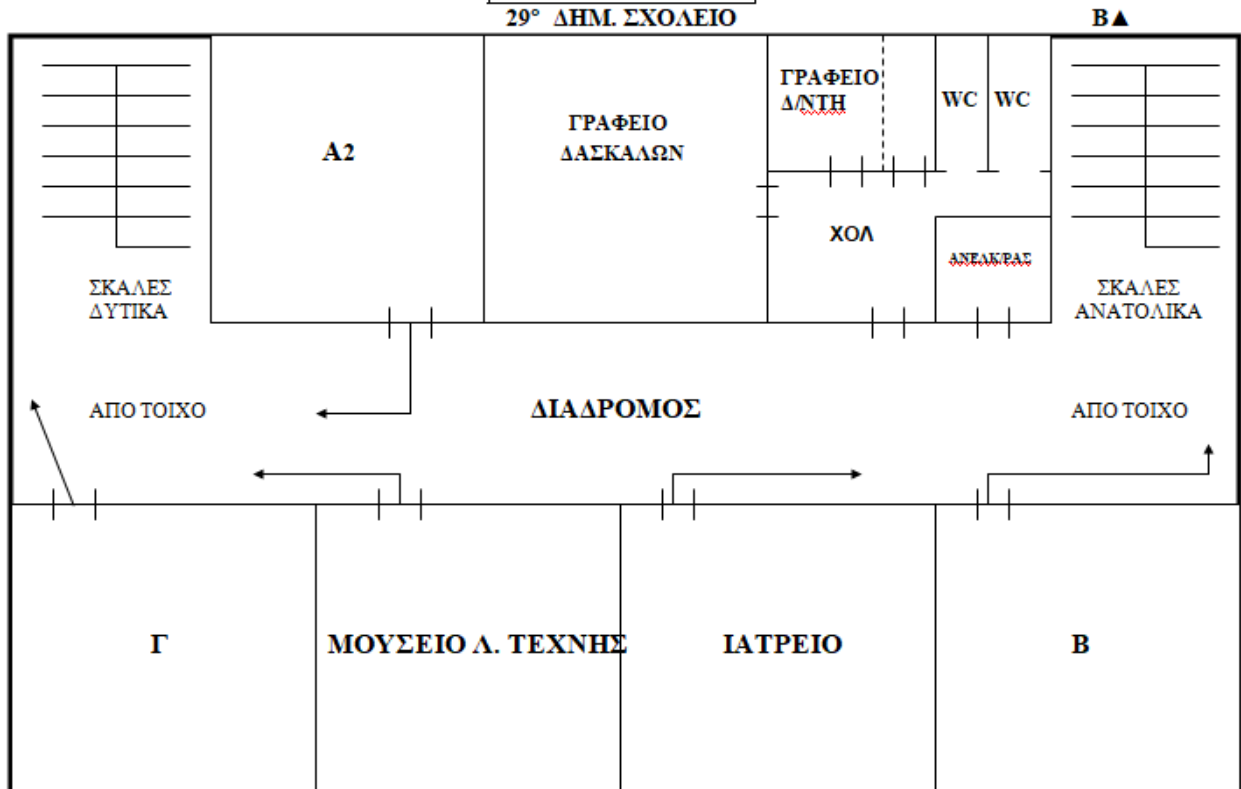 29° ΔΗΜ. ΣΧΟΛΕΙΟ
Β▲
ΓΡΑΦΕΙΟ
Δ/ΝΤΗ
WC
WC
Α2
ΓΡΑΦΕΙΟ
ΔΑΣΚΑΛΩΝ
ΧΟΛ
ΑΝΕΛΚ/ΡΑΣ
ΣΚΑΛΕΣ
ΔΥΤΙΚΑ
ΣΚΑΛΕΣ
ΑΝΑΤΟΛΙΚΑ
ΑΠΟ ΤΟΙΧΟ
ΔΙΑΔΡΟΜΟΣ
ΑΠΟ ΤΟΙΧΟ
Γ
ΜΟΥΣΕΙΟ Λ. ΤΕΧΝΗΣ
ΙΑΤΡΕΙΟ
Β